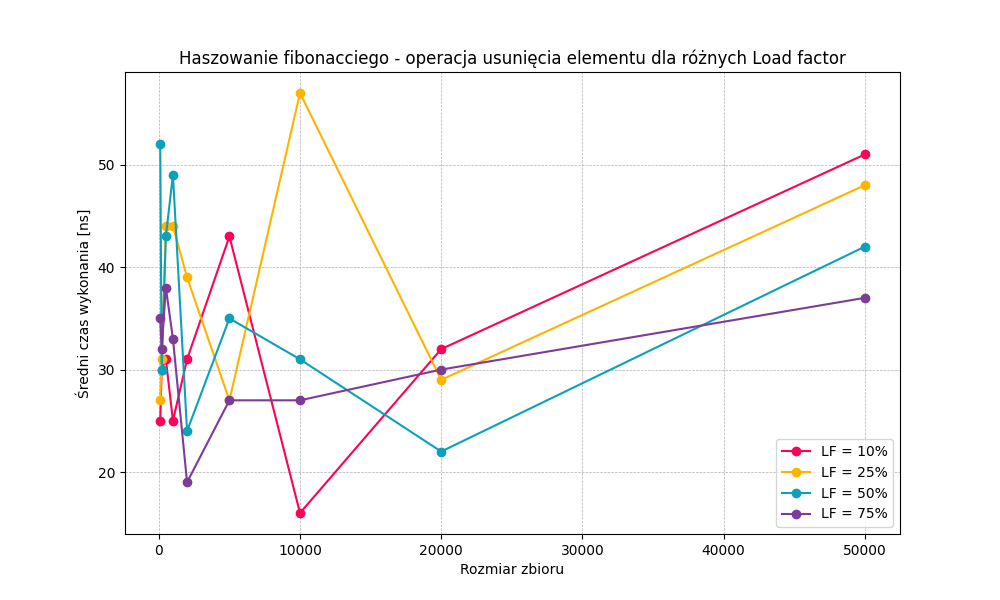 Haszowanie fibonacciego - operacja usunięcia elementu dla różnych Load factor
Średni czas wykonania [ns]
50
40
30
20
0 10000 20000 30000 40000 50000
Rozmiar zbioru
LF = 10%
LF = 25%
LF = 50%
LF = 75%